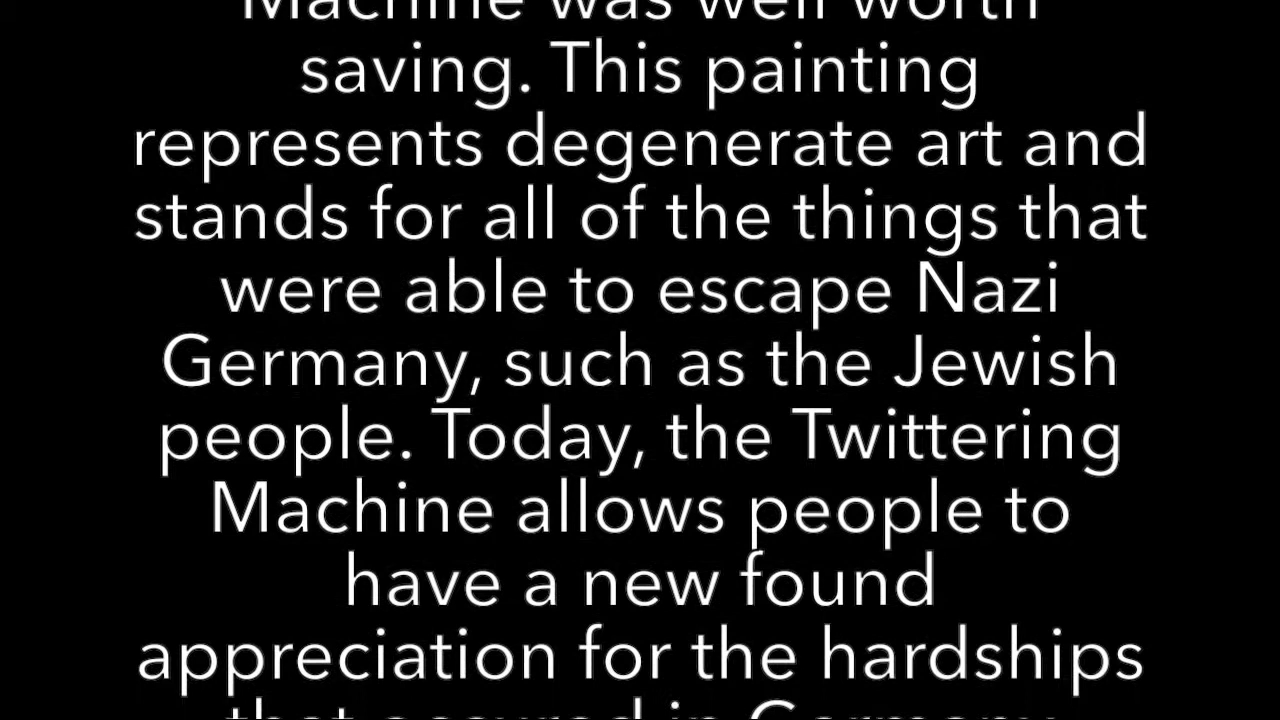 Machine was well worth
saving. This painting
represents degenerate art and
stands for all of the things that
were able to escape Nazi
Germany, such as the Jewish
people. Today, the Twittering
Machine allows people to
have a new found
appreciation for the hardships
that occured in Germany